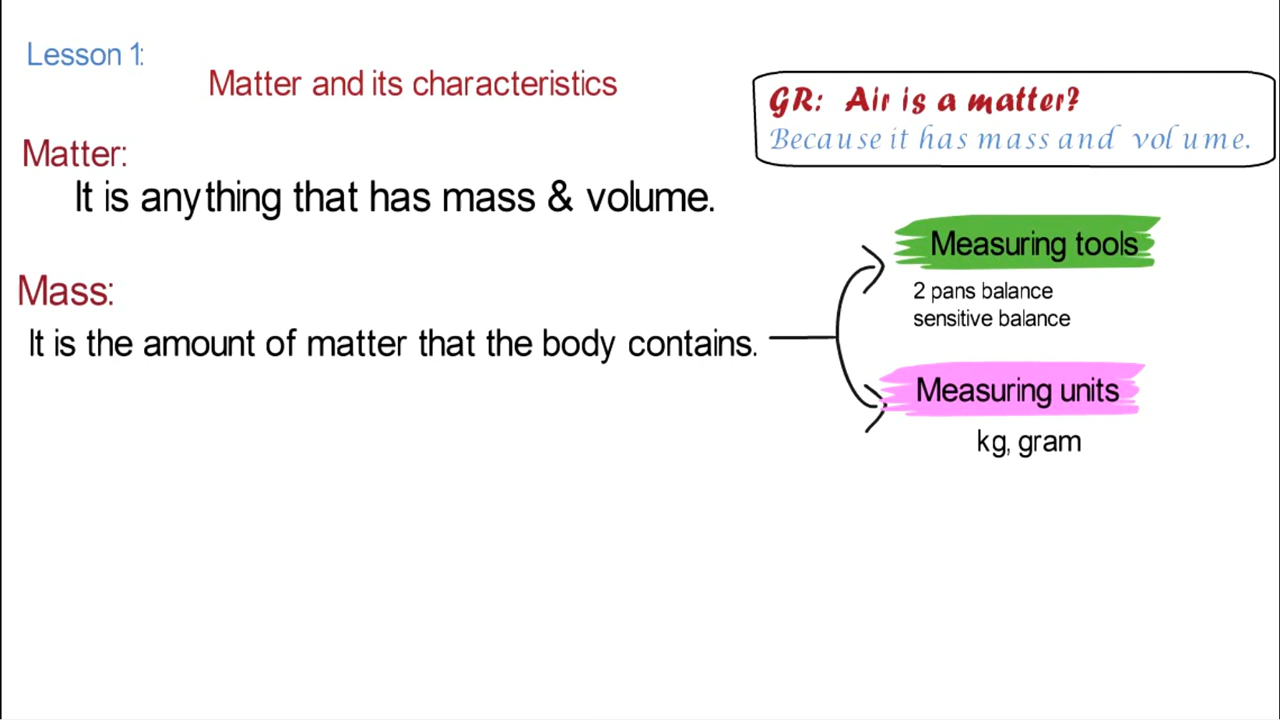 Lesson 1:
Matter and its characteristics
GR: Air is a matter?
Because it has mass and volume.
Matter:
It is anything that has mass & volume.
Mass:
It is the amount of matter that the body contains.
Measuring tools
2 pans balance
sensitive balance
Measuring units
kg, gram